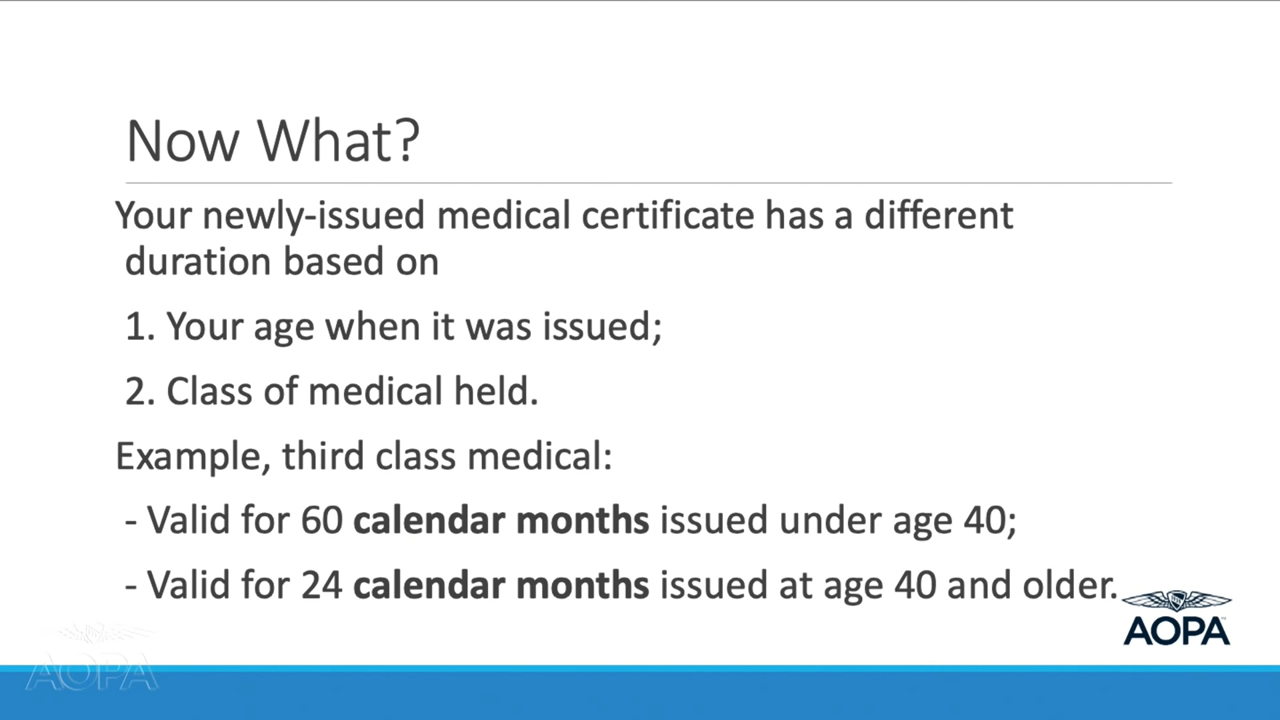 Now What?
Your newly-issued medical certificate has a different
duration based on
1. Your age when it was issued;
2. Class of medical held.
Example, third class medical:
- Valid for 60 calendar months issued under age 40;
- Valid for 24 calendar months issued at age 40 and older.
AOPA
AOPA